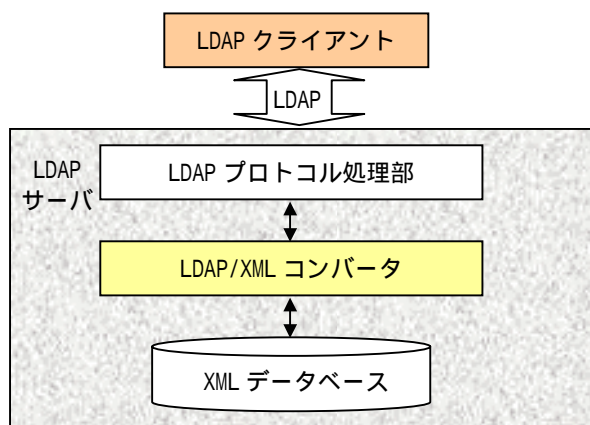 LDAP クライアント
LDAP
LDAP
サーバ
LDAP プロトコル処理部
LDAP/XML コンバータ
XML データベース